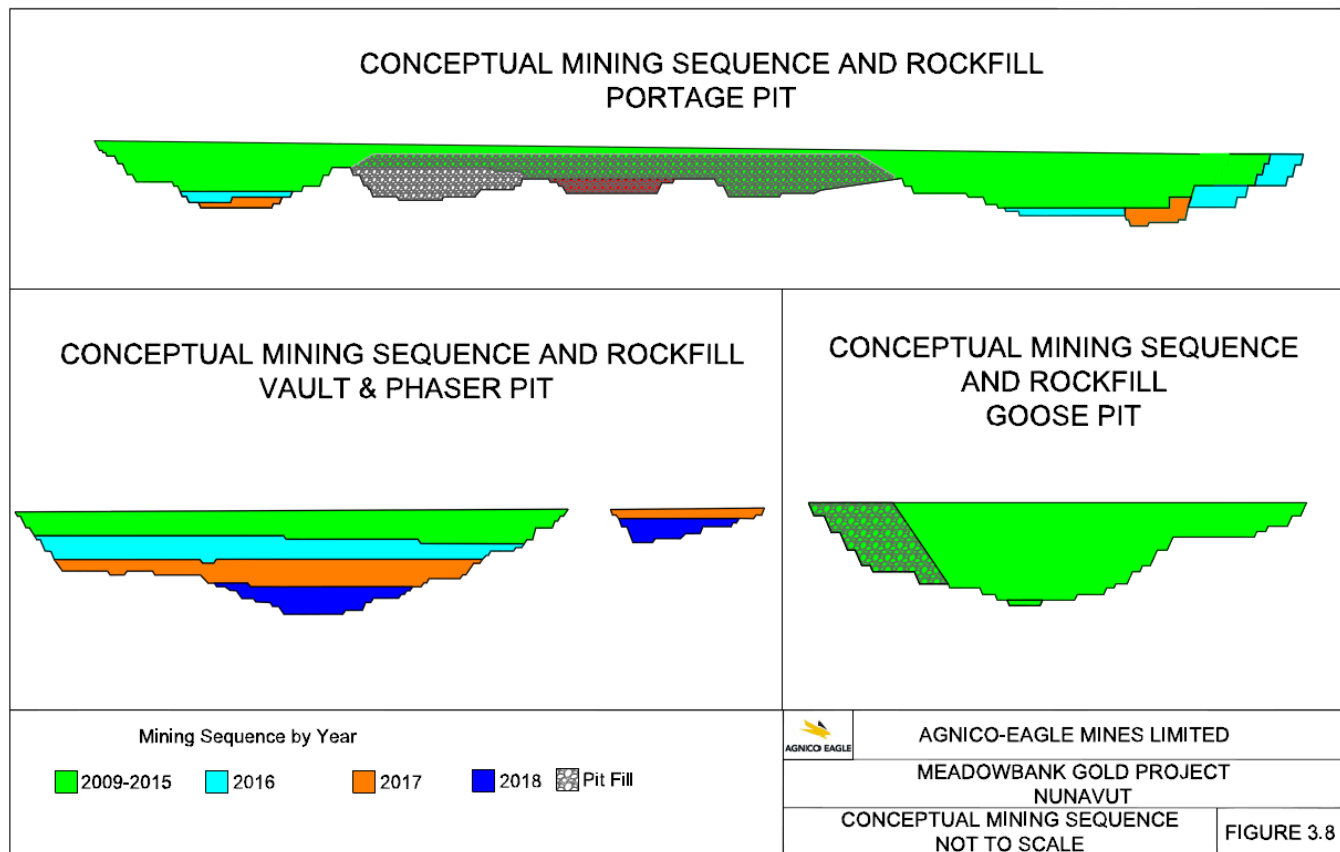 CONCEPTUAL MINING SEQUENCE AND ROCKFILL
PORTAGE PIT
CONCEPTUAL MINING SEQUENCE AND ROCKFILL
VAULT & PHASER PIT
CONCEPTUAL MINING SEQUENCE
AND ROCKFILL
GOOSE PIT
Mining Sequence by Year
2009-2015
2016
2017
2018
Pit Fill
AGNICO EAGLE
AGNICO-EAGLE MINES LIMITED
MEADOWBANK GOLD PROJECT
NUNAVUT
CONCEPTUAL MINING SEQUENCE
NOT TO SCALE
FIGURE 3.8